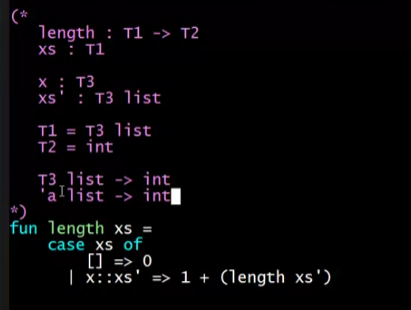 (*
length : T1 -> T2
xs : T1
x : T3
xs' : T3 list
T1 = T3 list
T2 = int
T3 list -> int
'a list -> int
*)
fun length xs =
case xs of
[] => 0
| x::xs' => 1 + (length xs')